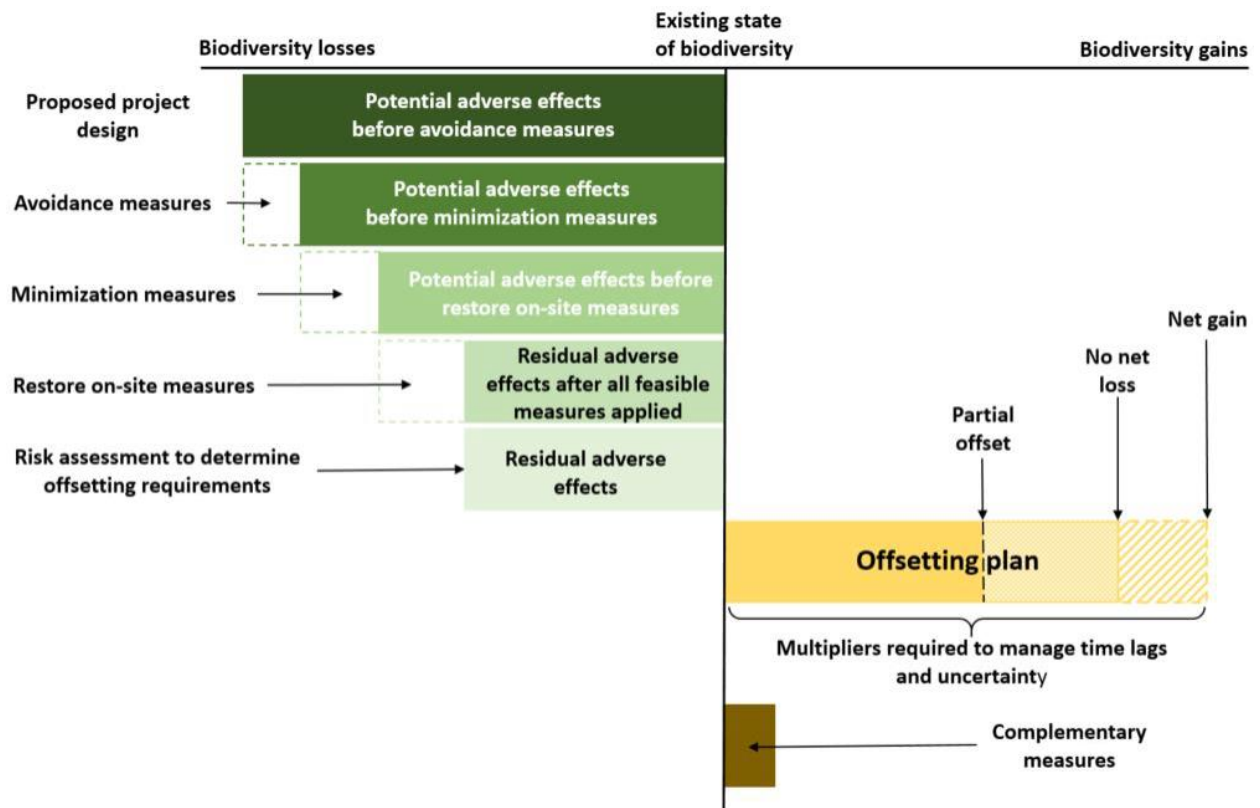 Biodiversity losses
Existing state
of biodiversity
Biodiversity gains
Proposed project
design
Potential adverse effects
before avoidance measures
Avoidance measures
Potential adverse effects
before minimization measures
Minimization measures
Potential adverse effects before
restore on-site measures
Restore on-site measures
Residual adverse
effects after all feasible
measures applied
Risk assessment to determine
offsetting requirements
Residual adverse
effects
Net gain
No net
loss
Partial
offset
Offsetting plan
Multipliers required to manage time lags
and uncertainty
Complementary
measures